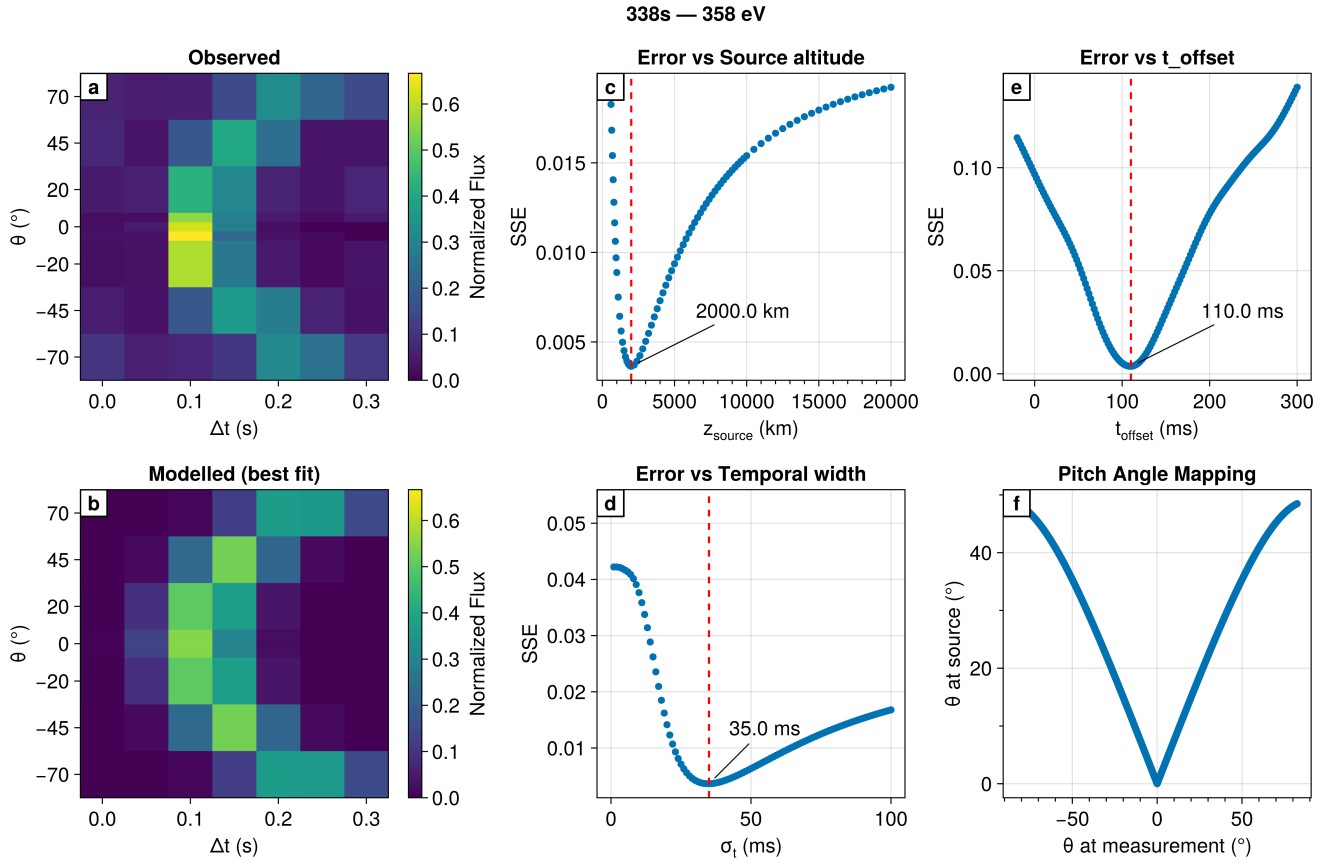 338s — 358 eV
Observed
a
70
45
20
0
−20
−45
−70
θ (°)
0.0 0.1 0.2 0.3
Δt (s)
0.6
0.5
0.4
0.3
0.2
0.1
0.0
Normalized Flux
Error vs Source altitude
c
0.015
0.010
0.005
SSE
2000.0 km
0 5000 10000 15000 20000
z_source (km)
Error vs t_offset
e
0.10
0.05
0.00
SSE
110.0 ms
0 100 200 300
t_offset (ms)
Modelled (best fit)
b
70
45
20
0
−20
−45
−70
θ (°)
0.0 0.1 0.2 0.3
Δt (s)
0.6
0.5
0.4
0.3
0.2
0.1
0.0
Normalized Flux
Error vs Temporal width
d
0.05
0.04
0.03
0.02
0.01
SSE
35.0 ms
0 50 100
σ_t (ms)
Pitch Angle Mapping
f
40
20
0
θ at source (°)
−50 0 50
θ at measurement (°)